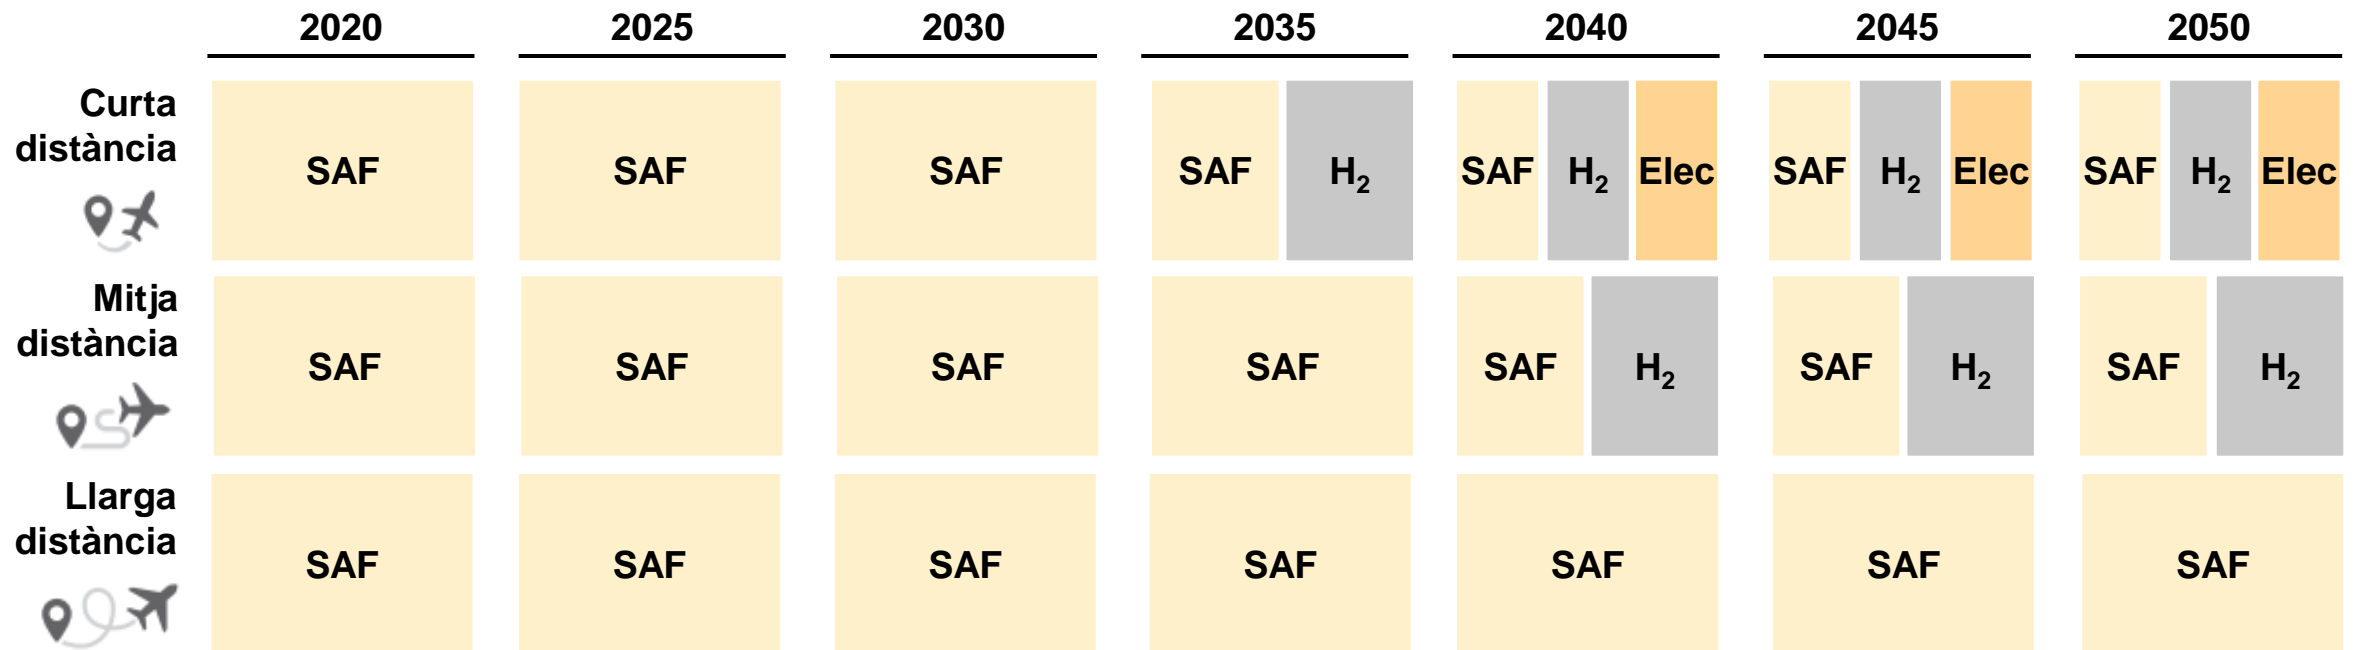 2020 2025 2030 2035 2040 2045 2050
Curta
distància
SAF SAF SAF SAF H₂ SAF H₂ Elec SAF H₂ Elec SAF H₂ Elec
Mitja
distància
SAF SAF SAF SAF SAF H₂ SAF H₂ SAF H₂
Llarga
distància
SAF SAF SAF SAF SAF SAF SAF